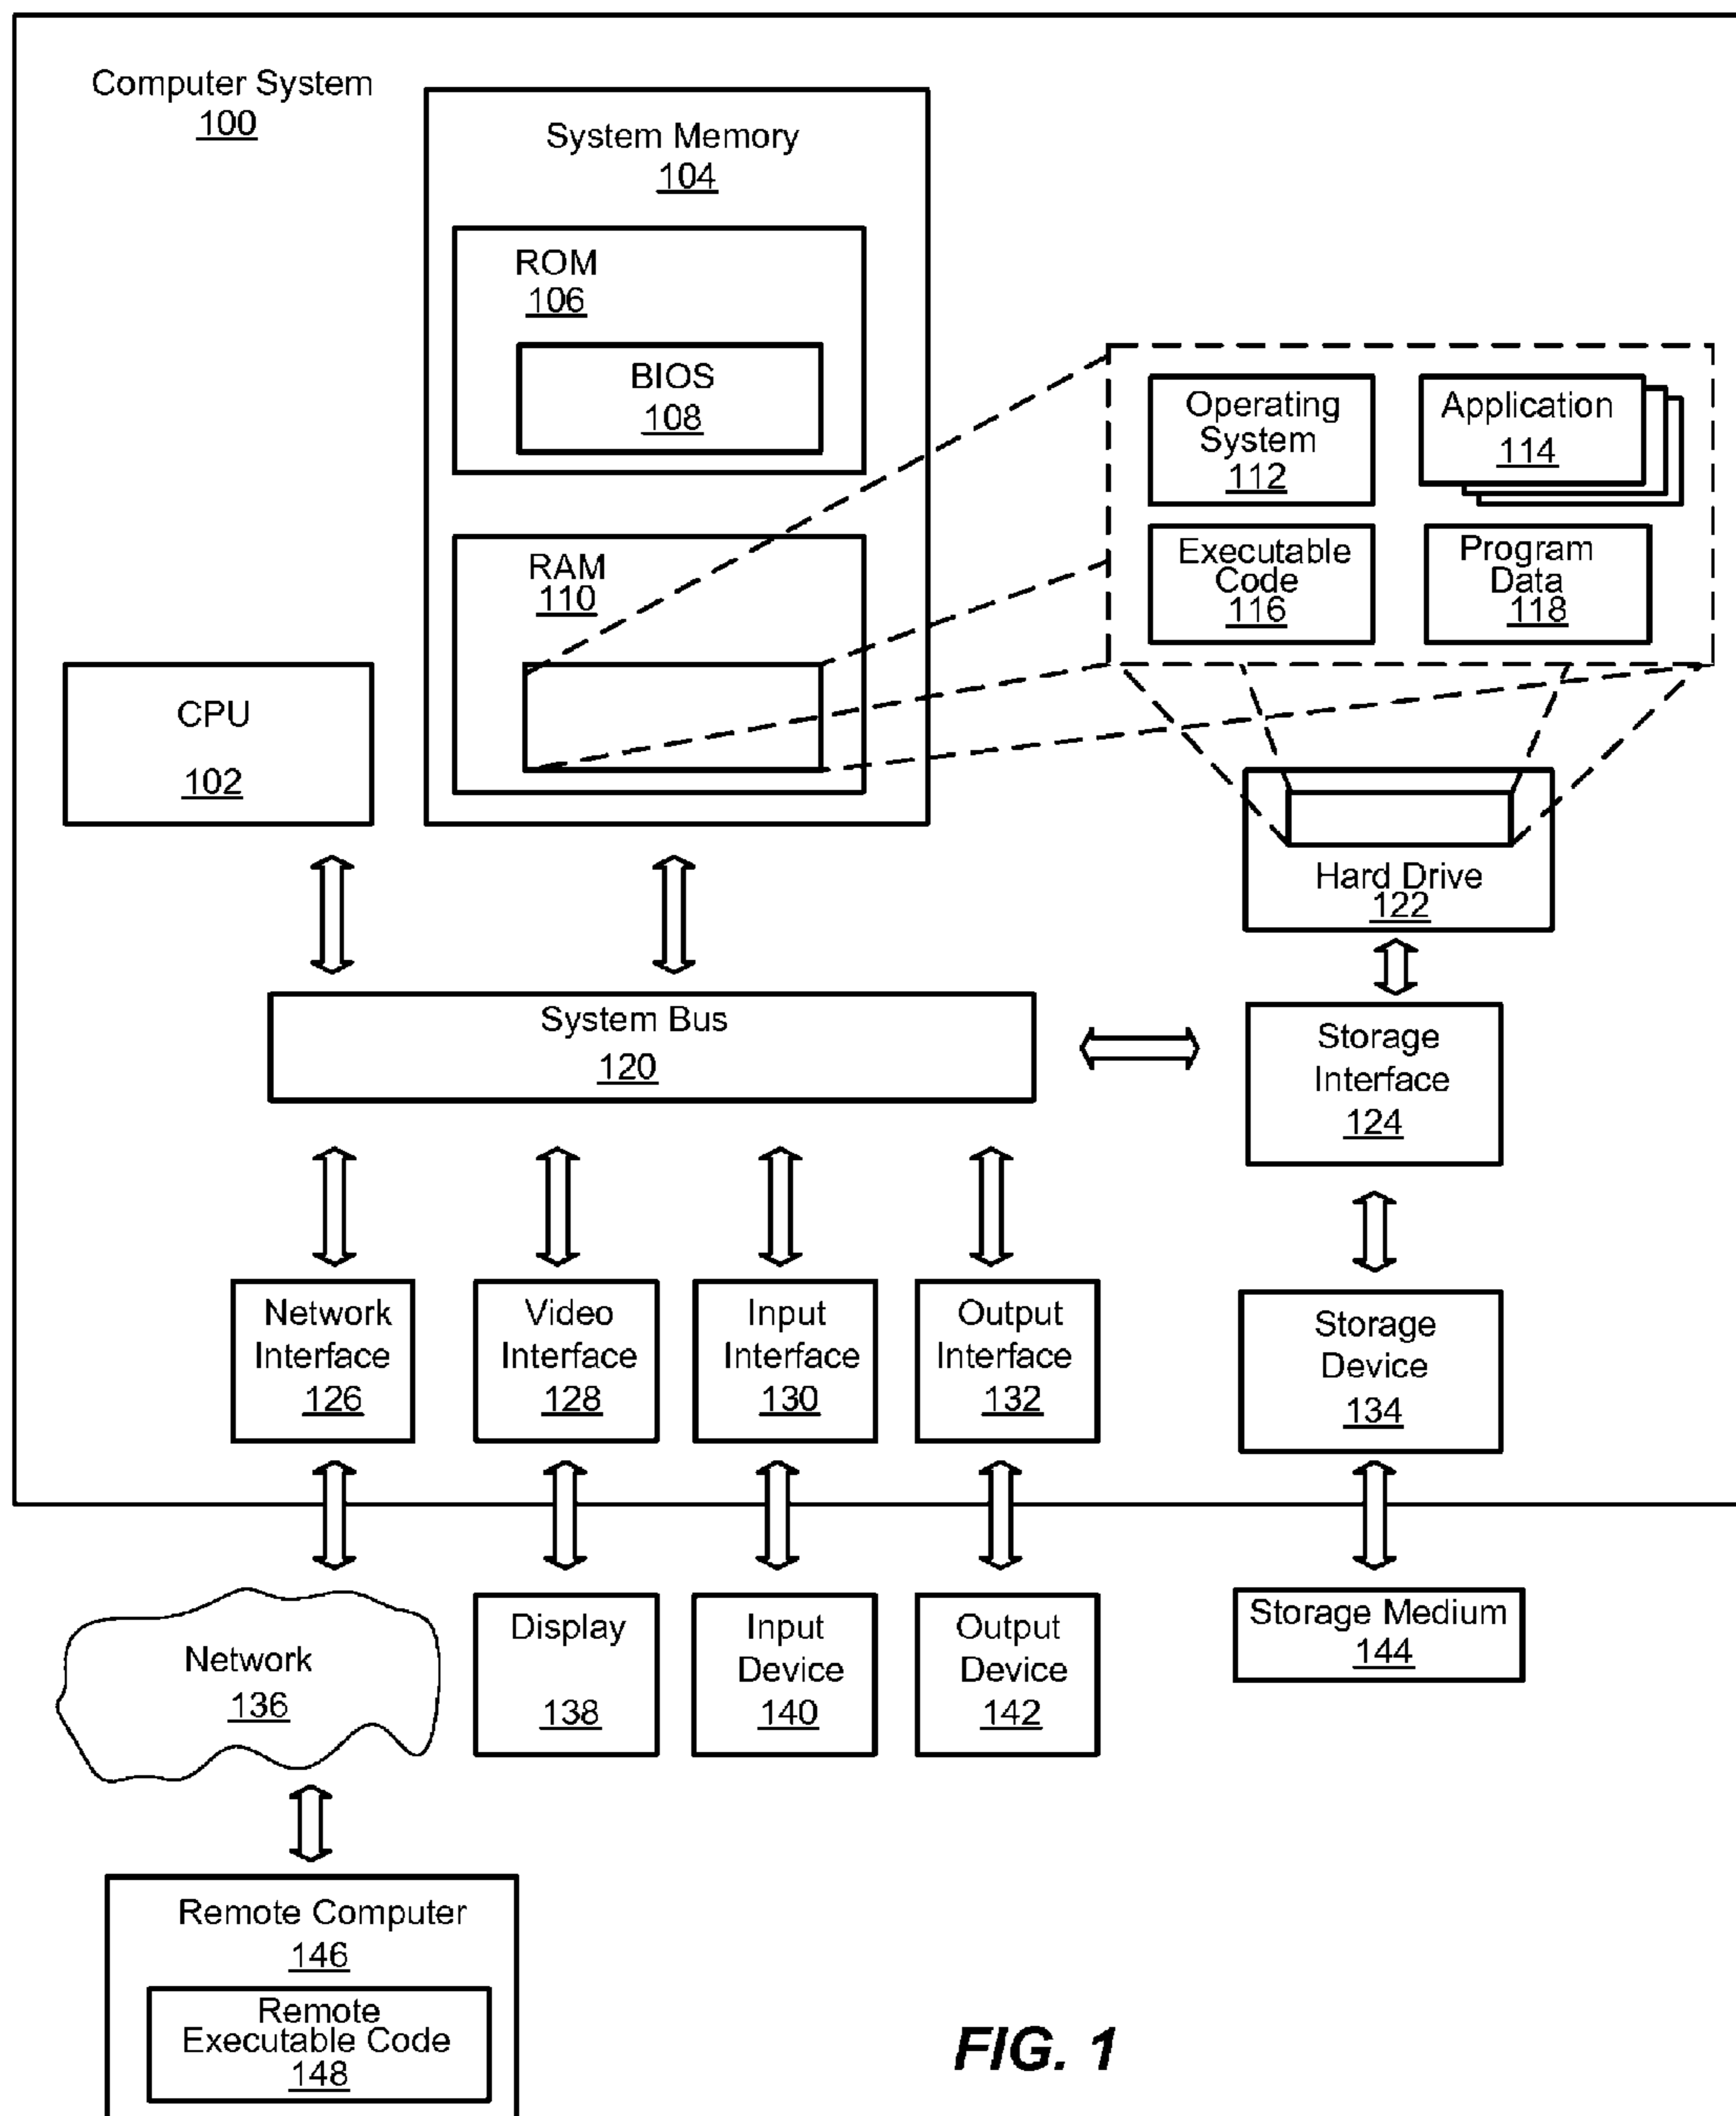 Computer System
100
System Memory
104
ROM
106
BIOS
108
RAM
110
Operating
System
112
Application
114
Executable
Code
116
Program
Data
118
CPU
102
Hard Drive
122
System Bus
120
Storage
Interface
124
Network
Interface
126
Video
Interface
128
Input
Interface
130
Output
Interface
132
Storage
Device
134
Network
136
Display
138
Input
Device
140
Output
Device
142
Storage Medium
144
Remote Computer
146
Remote
Executable Code
148
FIG. 1